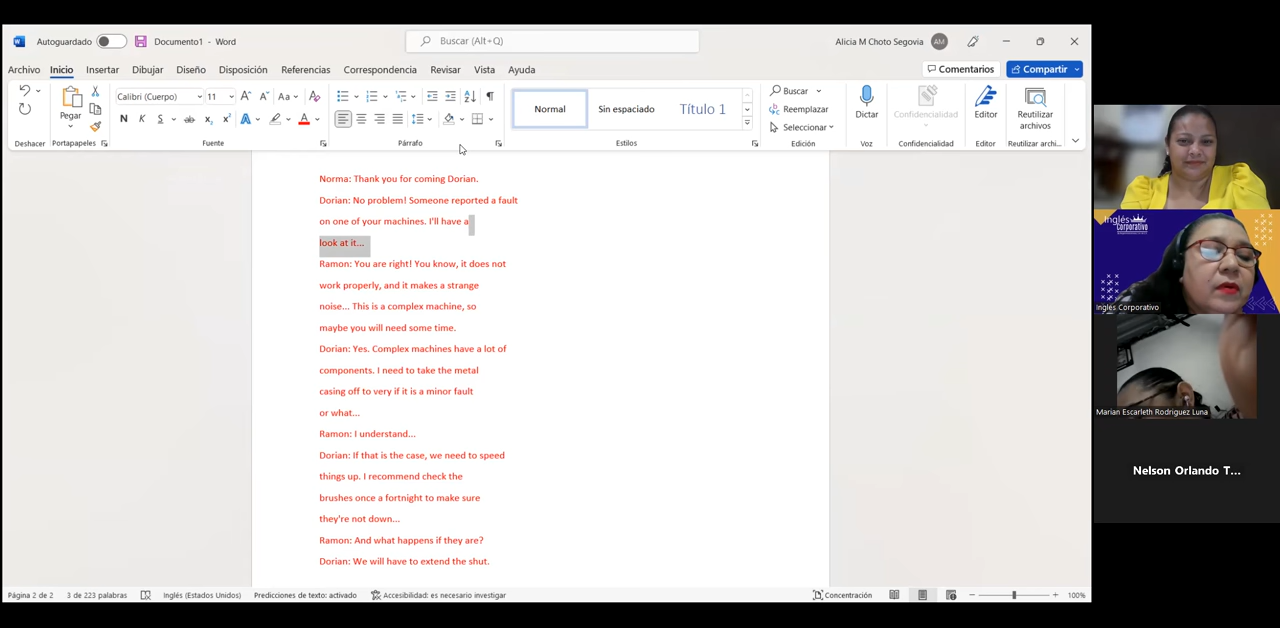 Autoguardado
Documento1 - Word
Buscar (Alt+Q)
Alicia M Choto Segovia
AM
Archivo Inicio Insertar Dibujar Diseño Disposición Referencias Correspondencia Revisar Vista Ayuda
Comentarios
Compartir
Pegar
Calibri (Cuerpo) 11
Normal
Sin espaciado
Título 1
Buscar
Reemplazar
Seleccionar
Dictar
Confidencialidad
Editor
Reutilizar
archivos
Deshacer Portapapeles Fuente Párrafo Estilos Edición Voz Confidencialidad Editor Reutilizar archi...
Norma: Thank you for coming Dorian.
Dorian: No problem! Someone reported a fault
on one of your machines. I'll have a
look at it...
Ramon: You are right! You know, it does not
work properly, and it makes a strange
noise... This is a complex machine, so
maybe you will need some time.
Dorian: Yes. Complex machines have a lot of
components. I need to take the metal
casing off to very if it is a minor fault
or what...
Ramon: I understand...
Dorian: If that is the case, we need to speed
things up. I recommend check the
brushes once a fortnight to make sure
they're not down...
Ramon: And what happens if they are?
Dorian: We will have to extend the shut.
Página 2 de 2 3 de 223 palabras Inglés (Estados Unidos) Predicciones de texto: activado Accesibilidad: es necesario investigar Concentración 100%
Inglés
Corporativo
Inglés Corporativo
Marian Escarleth Rodriguez Luna
Nelson Orlando T...